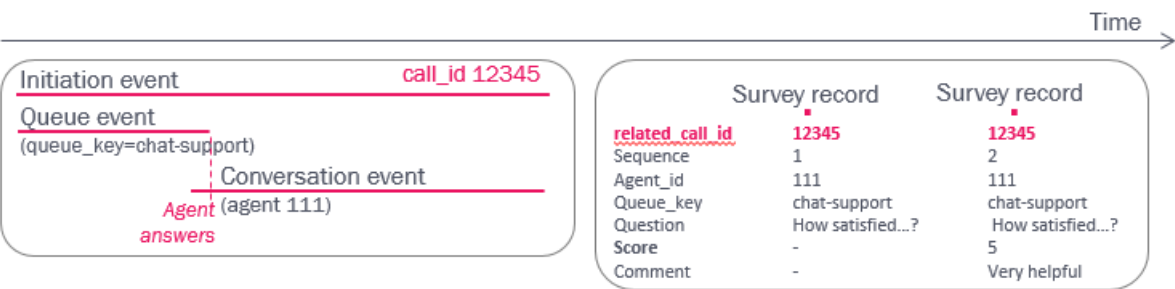 Time
Initiation event
call_id 12345
Queue event
(queue_key=chat-support)
Conversation event
Agent (agent 111)
answers
Survey record Survey record
related_call_id 12345 12345
Sequence 1 2
Agent_id 111 111
Queue_key chat-support chat-support
Question How satisfied...? How satisfied...?
Score - 5
Comment - Very helpful